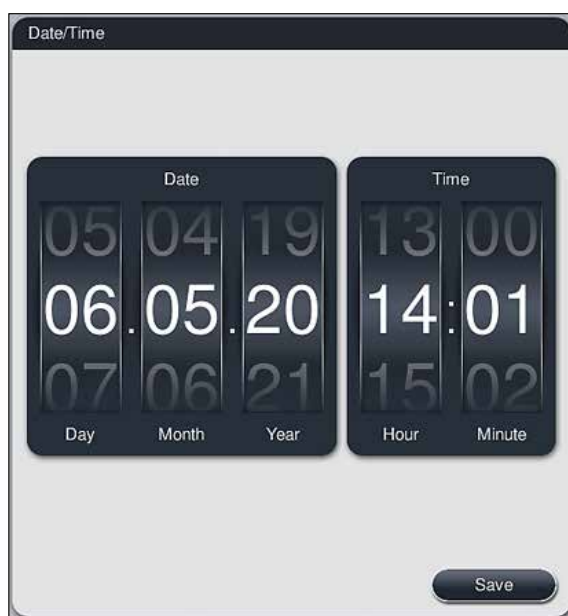 Date/Time
Date
Time
05 04 19 13 00
06.05.20 14:01
07 06 21 15 02
Day Month Year Hour Minute
Save